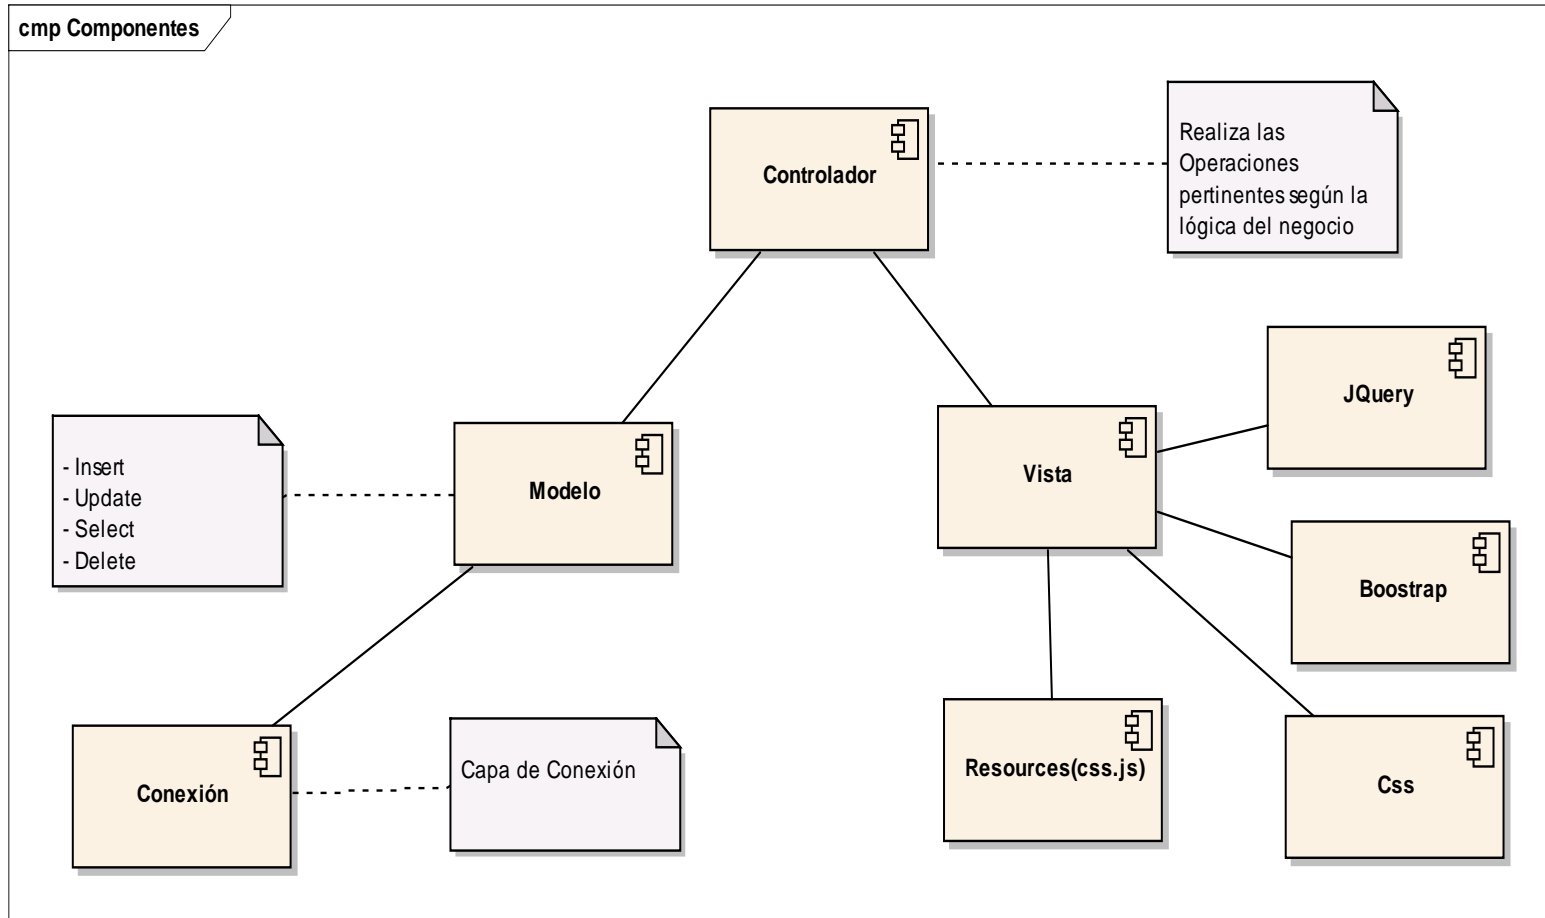 cmp Componentes
Controlador
Realiza las
Operaciones
pertinentes según la
lógica del negocio
JQuery
- Insert
- Update
- Select
- Delete
Modelo
Vista
Boostrap
Conexión
Capa de Conexión
Resources(css.js)
Css